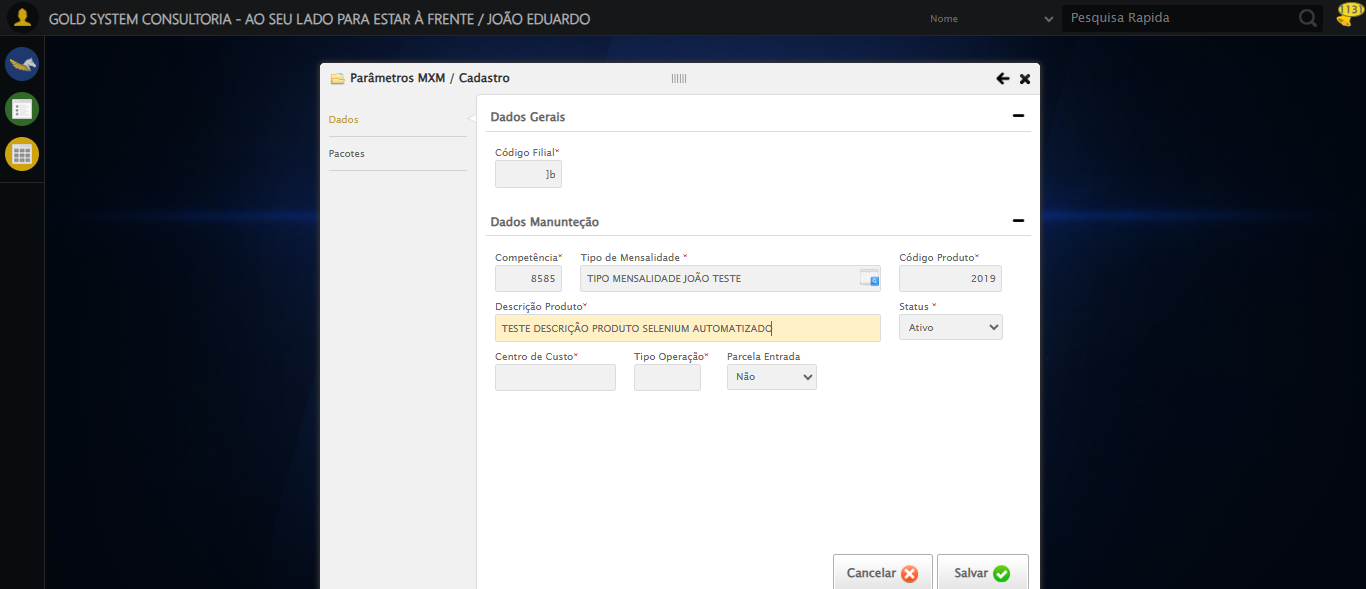 GOLD SYSTEM CONSULTORIA - AO SEU LADO PARA ESTAR À FRENTE / JOÃO EDUARDO
Nome
Pesquisa Rapida
113
Parâmetros MXM / Cadastro
Dados
Pacotes
Dados Gerais
Código Filial*
]b
Dados Manunteção
Competência* Tipo de Mensalidade * Código Produto*
8585 TIPO MENSALIDADE JOÃO TESTE 2019
Descrição Produto* Status *
TESTE DESCRIÇÃO PRODUTO SELENIUM AUTOMATIZADO Ativo
Centro de Custo* Tipo Operação* Parcela Entrada
Não
Cancelar Salvar